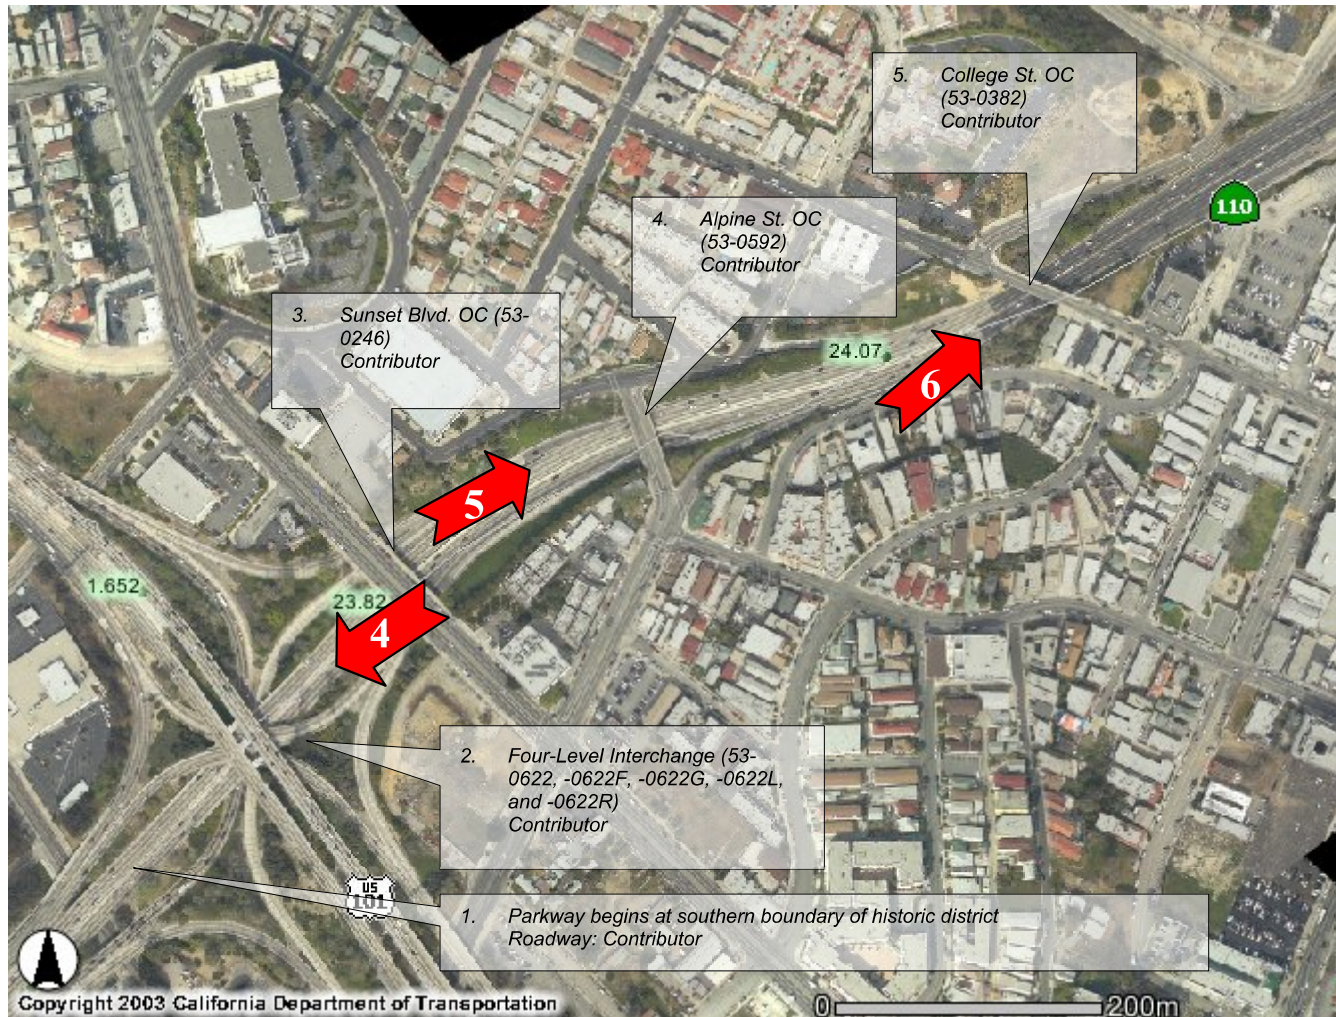 5. College St. OC
(53-0382)
Contributor
110
4. Alpine St. OC
(53-0592)
Contributor
3. Sunset Blvd. OC (53-
0246)
Contributor
24.07
6
5
1.652
23.82
4
2. Four-Level Interchange (53-
0622, -0622F, -0622G, -0622L,
and -0622R)
Contributor
US
101
1. Parkway begins at southern boundary of historic district
Roadway: Contributor
Copyright 2003 California Department of Transportation
0 200m